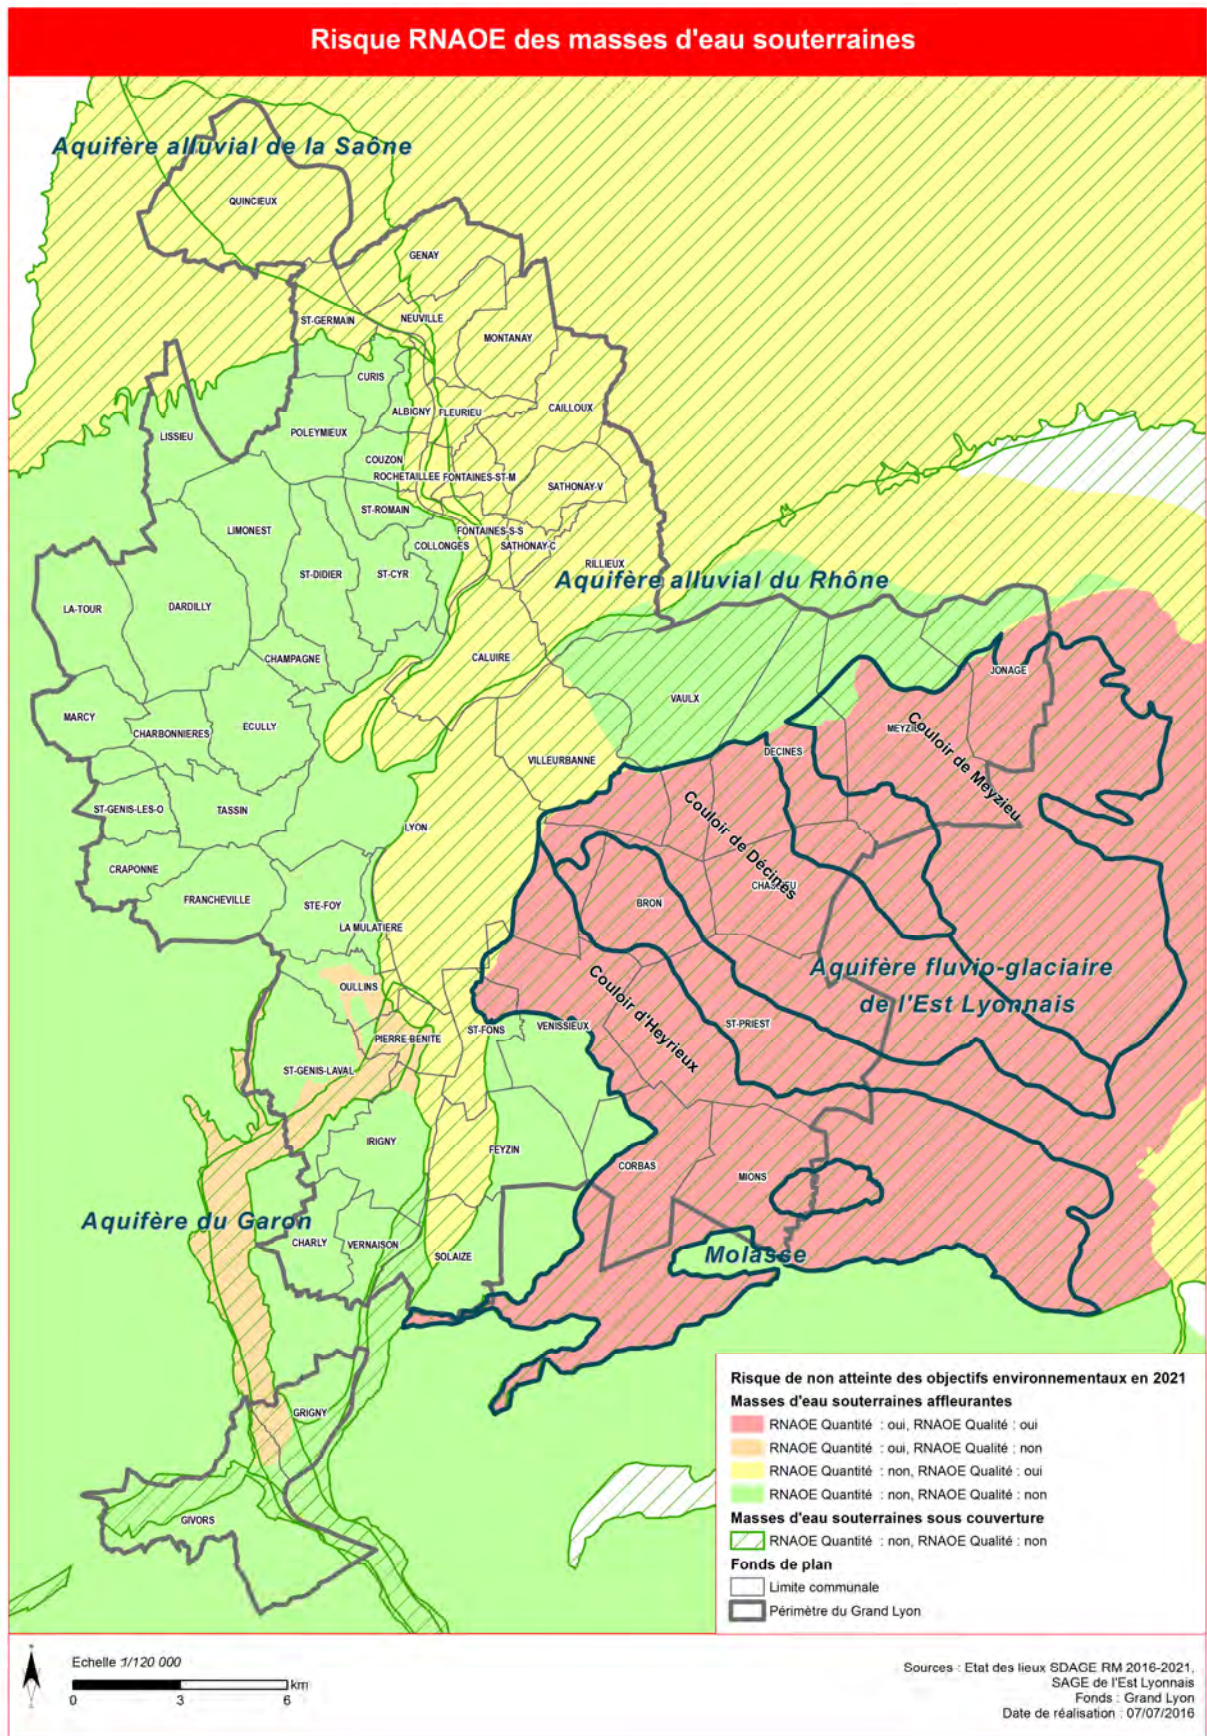 Risque RNAOE des masses d'eau souterraines
Aquifère alluvial de la Saône
QUINCIEUX
GENAY
ST-GERMAIN
NEUVILLE
MONTANAY
CURIS
ALBIGNY
FLEURIEU
CAILLOUX
LISSIEU
POLEYMIEUX
COUZON
ROCHETAILLEE
FONTAINES-ST-M
SATHONAY-V
ST-ROMAIN
LIMONEST
FONTAINES-S-S
COLLONGES
SATHONAY-C
RILLIEUX
ST-DIDIER
ST-CYR
Aquifère alluvial du Rhône
LA-TOUR
DARDILLY
CHAMPAGNE
CALUIRE
JONAGE
VAULX
MARCY
CHARBONNIERES
ECULLY
MEYZIEU
Couloir de Meyzieu
DECINES
VILLEURBANNE
ST-GENIS-LES-O
TASSIN
LYON
Couloir de Décines
CRAPONNE
FRANCHEVILLE
STE-FOY
CHASSIEU
BRON
LA MULATIERE
Aquifère fluvio-glaciaire
de l'Est Lyonnais
OULLINS
Couloir d'Heyrieux
ST-PRIEST
PIERRE-BENITE
ST-FONS
VENISSIEUX
ST-GENIS-LAVAL
IRIGNY
FEYZIN
CORBAS
MIONS
Aquifère du Garon
CHARLY
VERNAISON
SOLAIZE
Molasse
GRIGNY
GIVORS
Risque de non atteinte des objectifs environnementaux en 2021
Masses d'eau souterraines affleurantes
RNAOE Quantité : oui, RNAOE Qualité : oui
RNAOE Quantité : oui, RNAOE Qualité : non
RNAOE Quantité : non, RNAOE Qualité : oui
RNAOE Quantité : non, RNAOE Qualité : non
Masses d'eau souterraines sous couverture
RNAOE Quantité : non, RNAOE Qualité : non
Fonds de plan
Limite communale
Périmètre du Grand Lyon
Echelle 1/120 000
km
0 3 6
Sources : Etat des lieux SDAGE RM 2016-2021,
SAGE de l'Est Lyonnais
Fonds : Grand Lyon
Date de réalisation : 07/07/2016